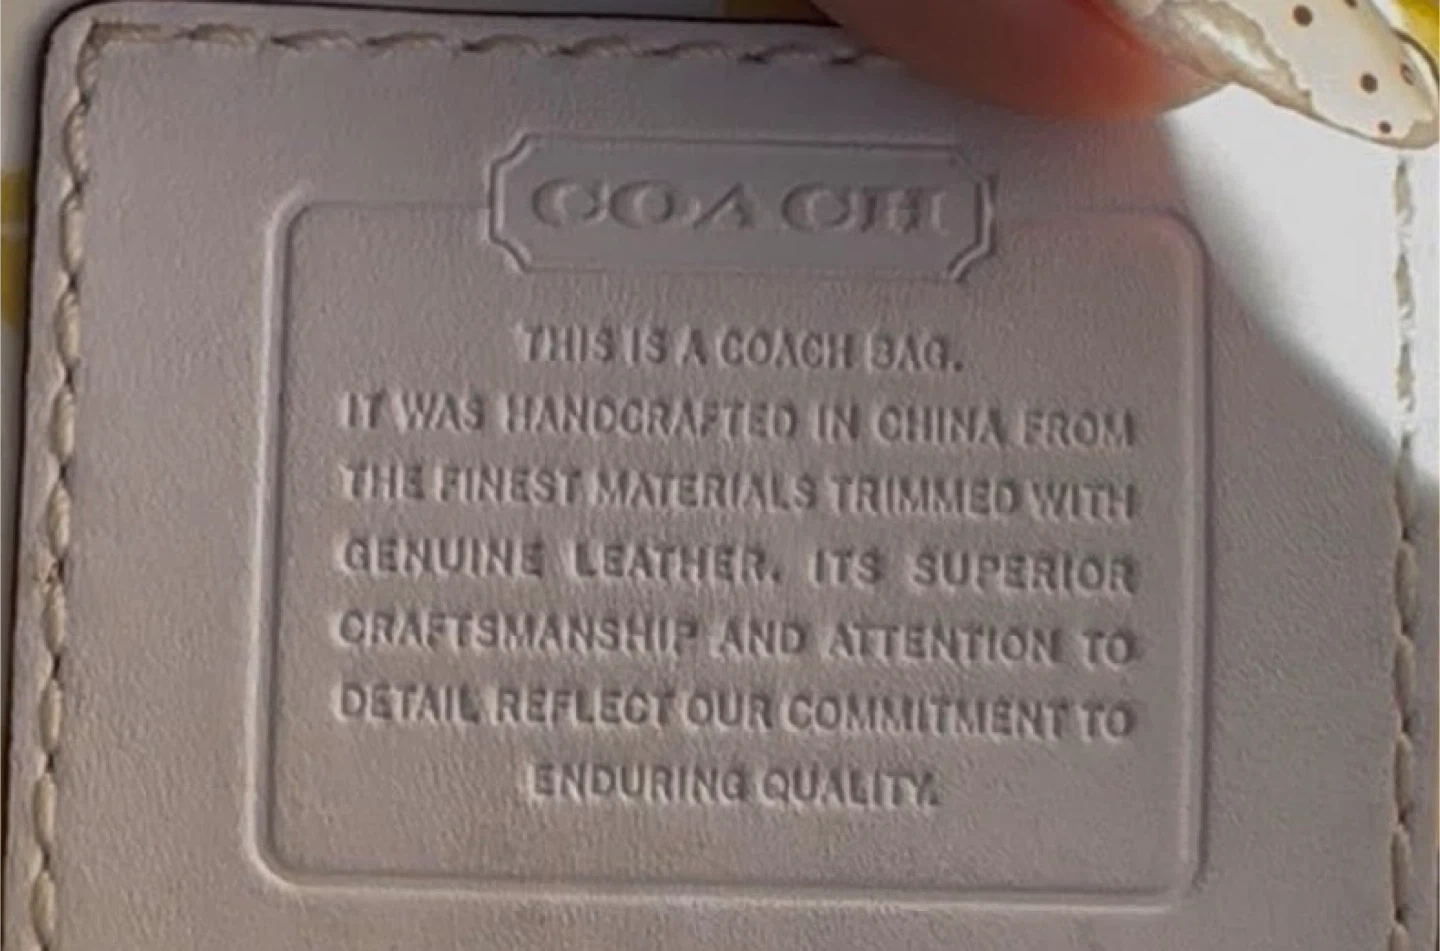 COACH
THIS IS A COACH BAG.
IT WAS HANDCRAFTED IN CHINA FROM
THE FINEST MATERIALS TRIMMED WITH
GENUINE LEATHER. ITS SUPERIOR
CRAFTSMANSHIP AND ATTENTION TO
DETAIL REFLECT OUR COMMITMENT TO
ENDURING QUALITY.